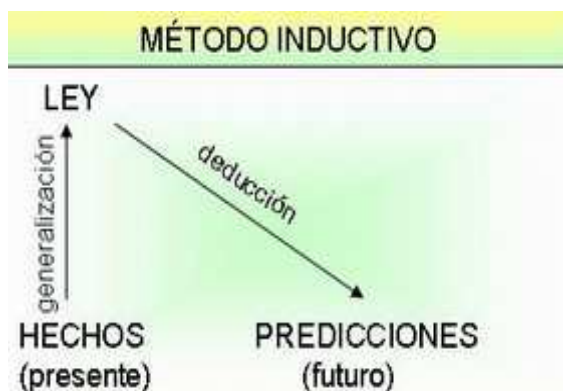 MÉTODO INDUCTIVO
LEY
generalización
deducción
HECHOS
(presente)
PREDICCIONES
(futuro)